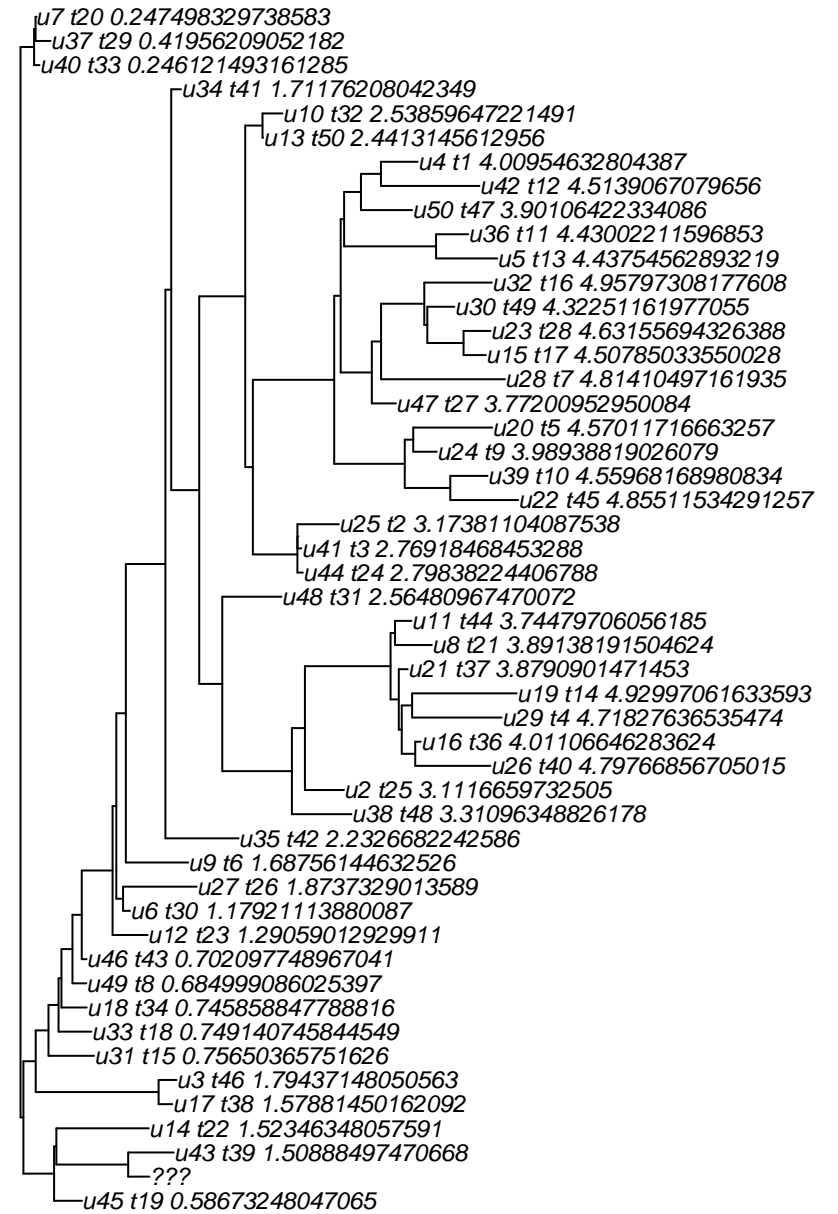 u7 t20 0.247498329738583
u37 t29 0.41956209052182
u40 t33 0.246121493161285
u34 t41 1.71176208042349
u10 t32 2.53859647221491
u13 t50 2.4413145612956
u4 t1 4.00954632804387
u42 t12 4.5139067079656
u50 t47 3.90106422334086
u36 t11 4.43002211596853
u5 t13 4.43754562893219
u32 t16 4.95797308177608
u30 t49 4.32251161977055
u23 t28 4.63155694326388
u15 t17 4.50785033550028
u28 t7 4.81410497161935
u47 t27 3.77200952950084
u20 t5 4.57011716663257
u24 t9 3.98938819026079
u39 t10 4.55968168980834
u22 t45 4.85511534291257
u25 t2 3.17381104087538
u41 t3 2.76918468453288
u44 t24 2.79838224406788
u48 t31 2.56480967470072
u11 t44 3.74479706056185
u8 t21 3.89138191504624
u21 t37 3.8790901471453
u19 t14 4.92997061633593
u29 t4 4.71827636535474
u16 t36 4.01106646283624
u26 t40 4.79766856705015
u2 t25 3.1116659732505
u38 t48 3.31096348826178
u35 t42 2.2326682242586
u9 t6 1.68756144632526
u27 t26 1.8737329013589
u6 t30 1.17921113880087
u12 t23 1.29059012929911
u46 t43 0.702097748967041
u49 t8 0.684999086025397
u18 t34 0.745858847788816
u33 t18 0.749140745844549
u31 t15 0.75650365751626
u3 t46 1.79437148050563
u17 t38 1.57881450162092
u14 t22 1.52346348057591
u43 t39 1.50888497470668
???
u45 t19 0.58673248047065